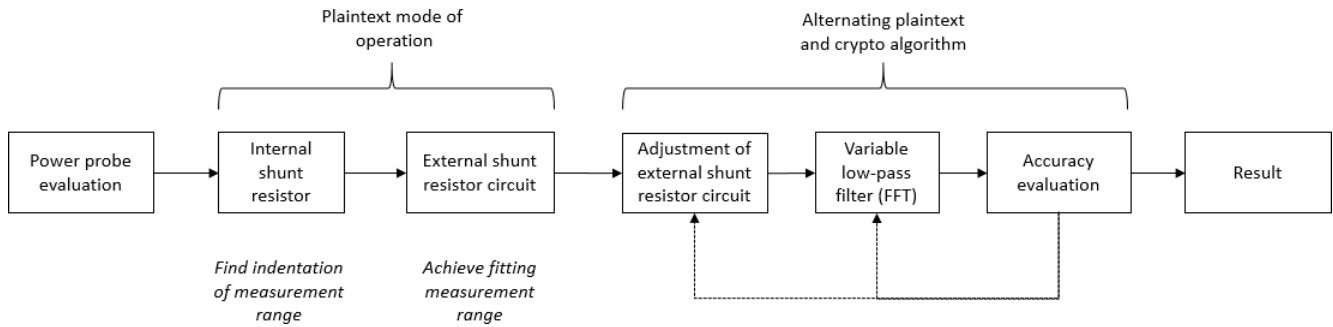 Plaintext mode of
operation
Alternating plaintext
and crypto algorithm
Power probe
evaluation
Internal
shunt
resistor
External shunt
resistor circuit
Adjustment of
external shunt
resistor circuit
Variable
low-pass
filter (FFT)
Accuracy
evaluation
Result
Find indentation
of measurement
range
Achieve fitting
measurement
range